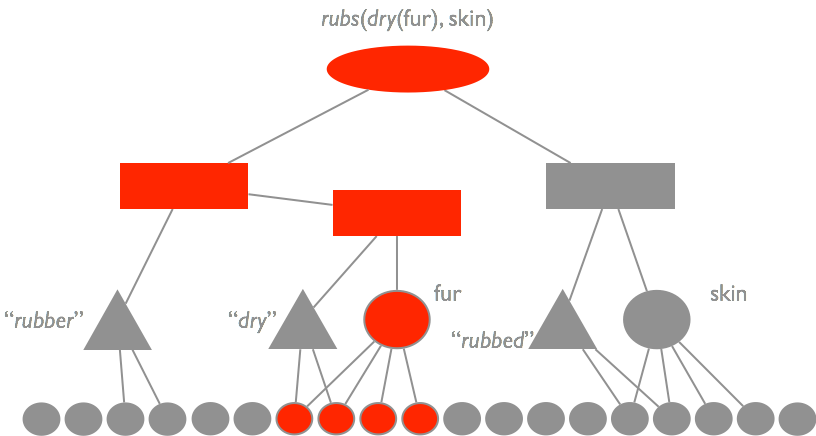 rubs(dry(fur), skin)
fur
skin
“rubber”
“dry”
“rubbed”